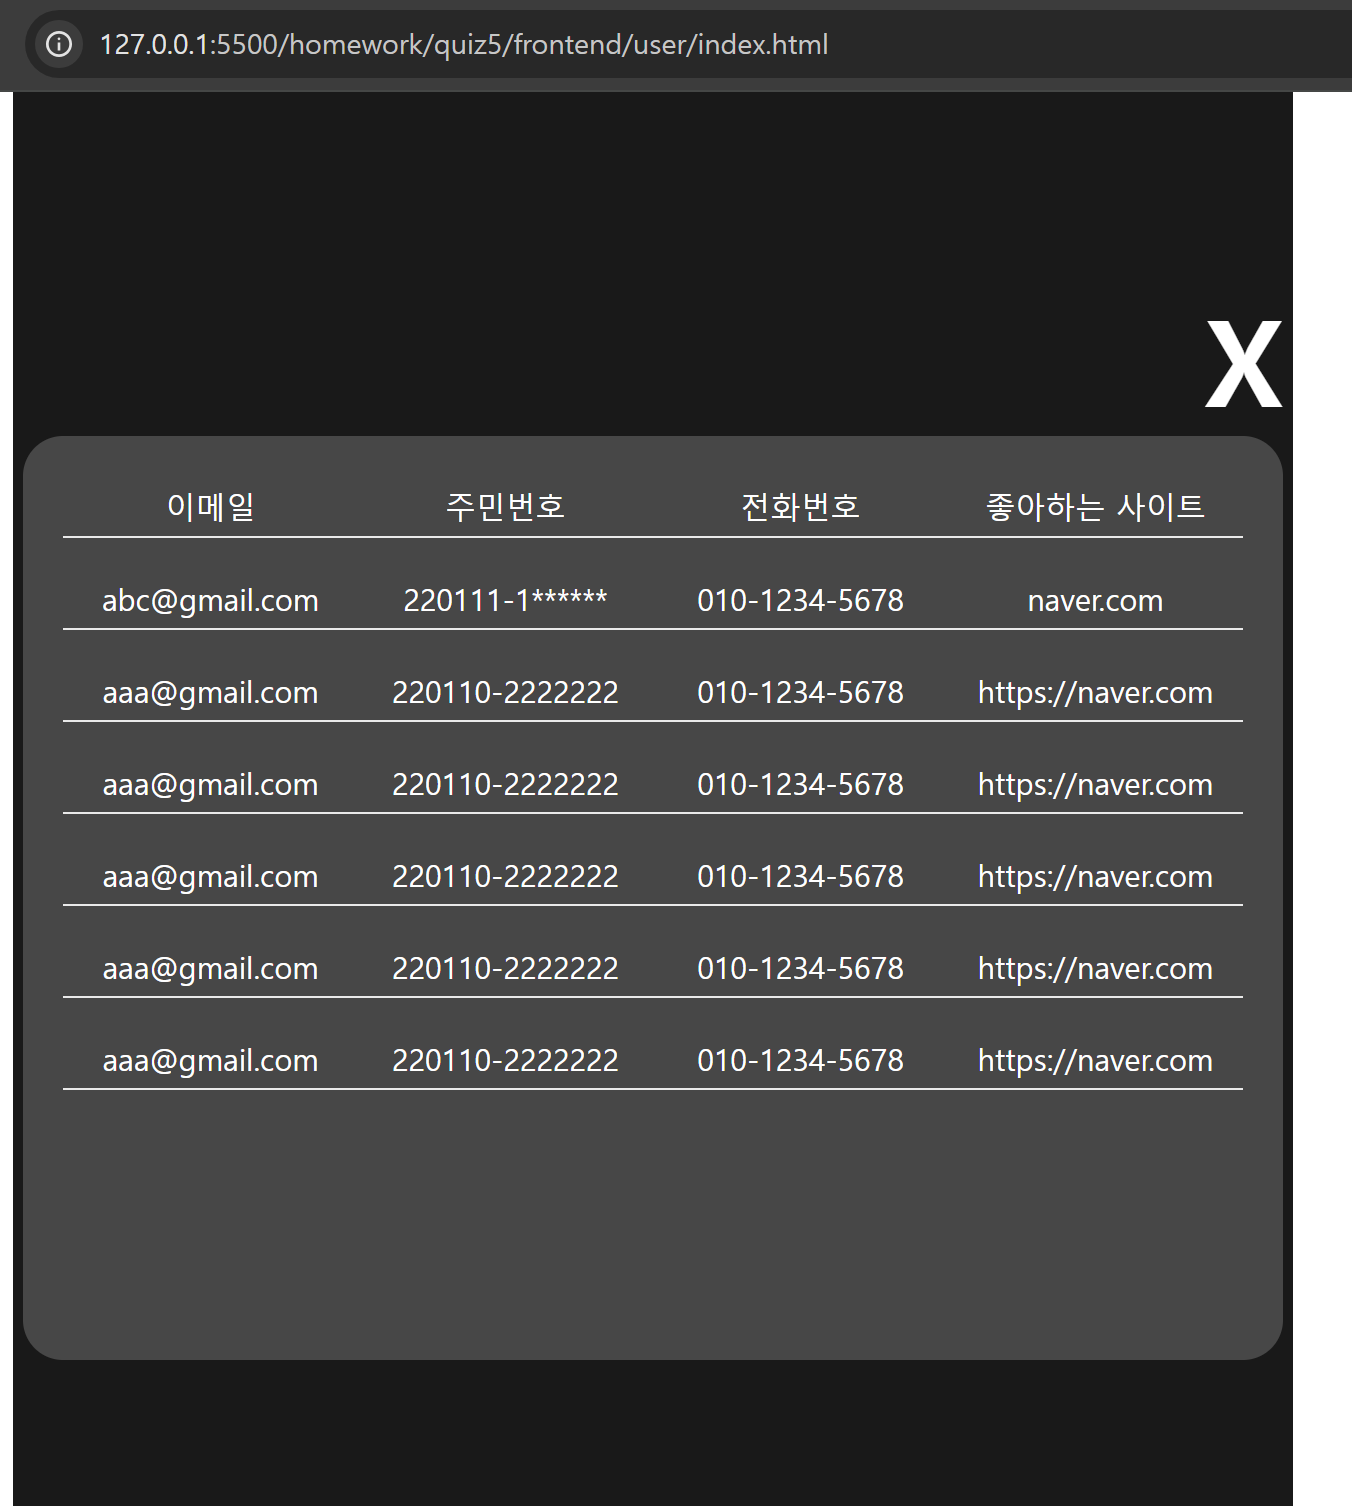 127.0.0.1:5500/homework/quiz5/frontend/user/index.html
X
이메일 주민번호 전화번호 좋아하는 사이트
abc@gmail.com 220111-1****** 010-1234-5678 naver.com
aaa@gmail.com 220110-2222222 010-1234-5678 https://naver.com
aaa@gmail.com 220110-2222222 010-1234-5678 https://naver.com
aaa@gmail.com 220110-2222222 010-1234-5678 https://naver.com
aaa@gmail.com 220110-2222222 010-1234-5678 https://naver.com
aaa@gmail.com 220110-2222222 010-1234-5678 https://naver.com